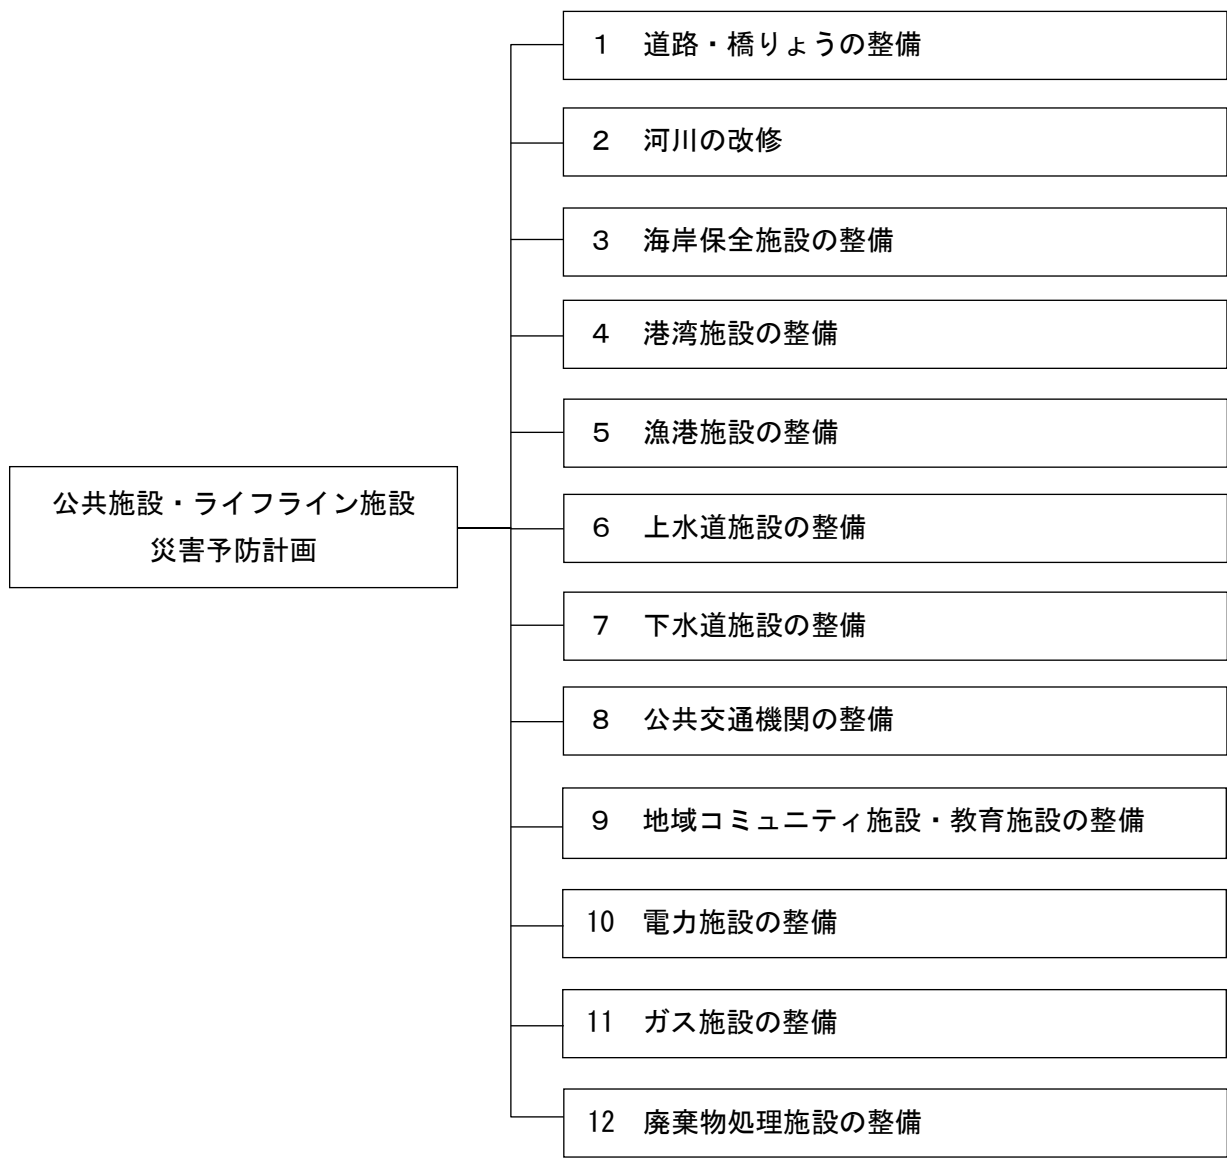 公共施設・ライフライン施設
災害予防計画
１　道路・橋りょうの整備
２　河川の改修
３　海岸保全施設の整備
４　港湾施設の整備
５　漁港施設の整備
６　上水道施設の整備
７　下水道施設の整備
８　公共交通機関の整備
９　地域コミュニティ施設・教育施設の整備
10　電力施設の整備
11　ガス施設の整備
12　廃棄物処理施設の整備